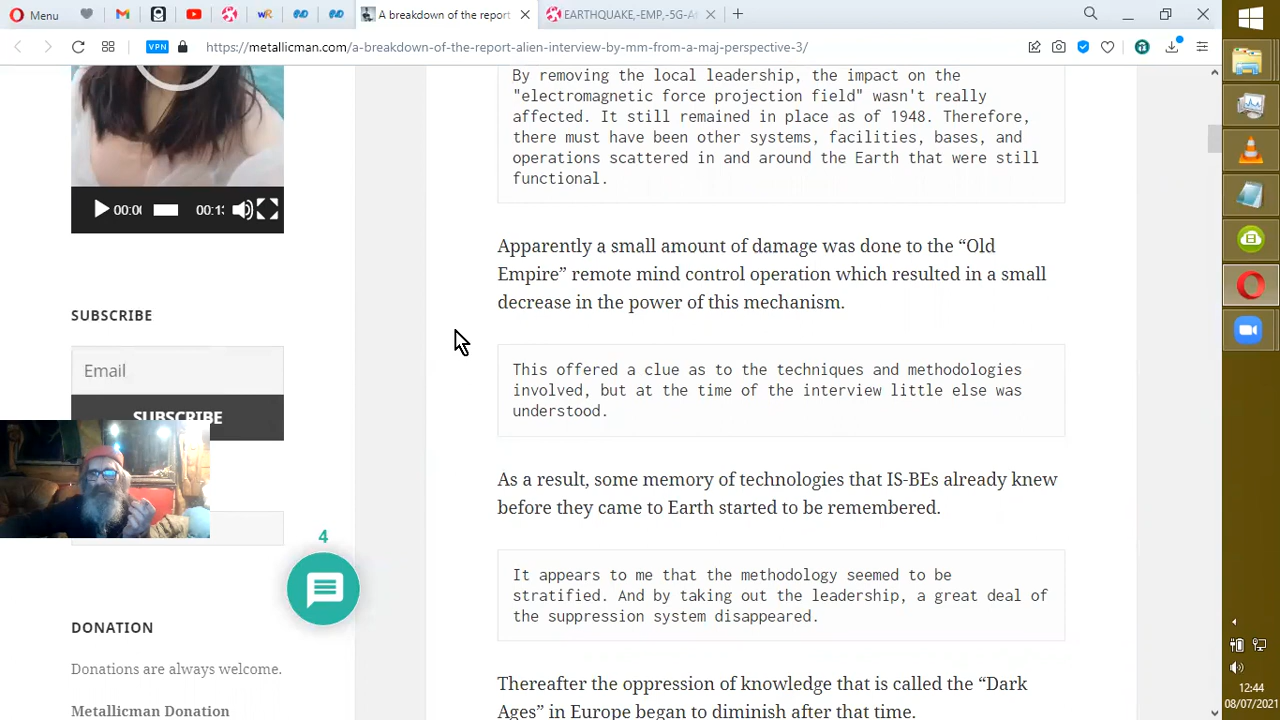 Menu
A breakdown of the report
EARTHQUAKE,-EMP,-5G-A
VPN
https://metallicman.com/a-breakdown-of-the-report-alien-interview-by-mm-from-a-maj-perspective-3/
By removing the local leadership, the impact on the
"electromagnetic force projection field" wasn't really
affected. It still remained in place as of 1948. Therefore,
there must have been other systems, facilities, bases, and
operations scattered in and around the Earth that were still
functional.
00:0
00:1
Apparently a small amount of damage was done to the “Old
Empire” remote mind control operation which resulted in a small
decrease in the power of this mechanism.
SUBSCRIBE
Email
SUBSCRIBE
This offered a clue as to the techniques and methodologies
involved, but at the time of the interview little else was
understood.
As a result, some memory of technologies that IS-BEs already knew
before they came to Earth started to be remembered.
4
It appears to me that the methodology seemed to be
stratified. And by taking out the leadership, a great deal of
the suppression system disappeared.
DONATION
Donations are always welcome.
Metallicman Donation
Thereafter the oppression of knowledge that is called the “Dark
Ages” in Europe began to diminish after that time.
12:44
08/07/2021